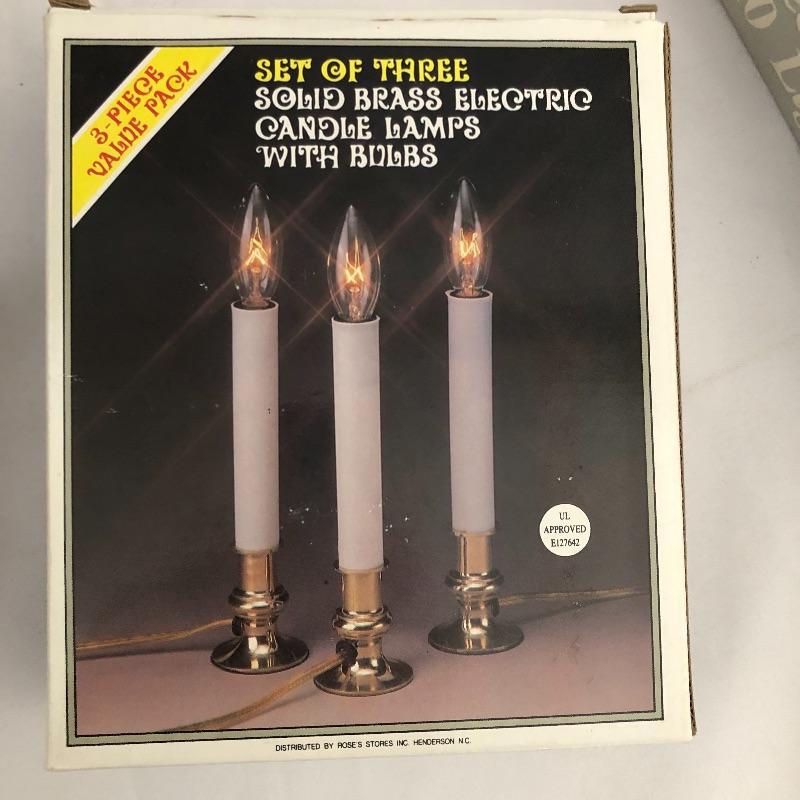 3-PIECE
VALUE PACK
SET OF THREE
SOLID BRASS ELECTRIC
CANDLE LAMPS
WITH BULBS
UL
APPROVED
E127642
DISTRIBUTED BY ROSE'S STORES INC. HENDERSON N.C.